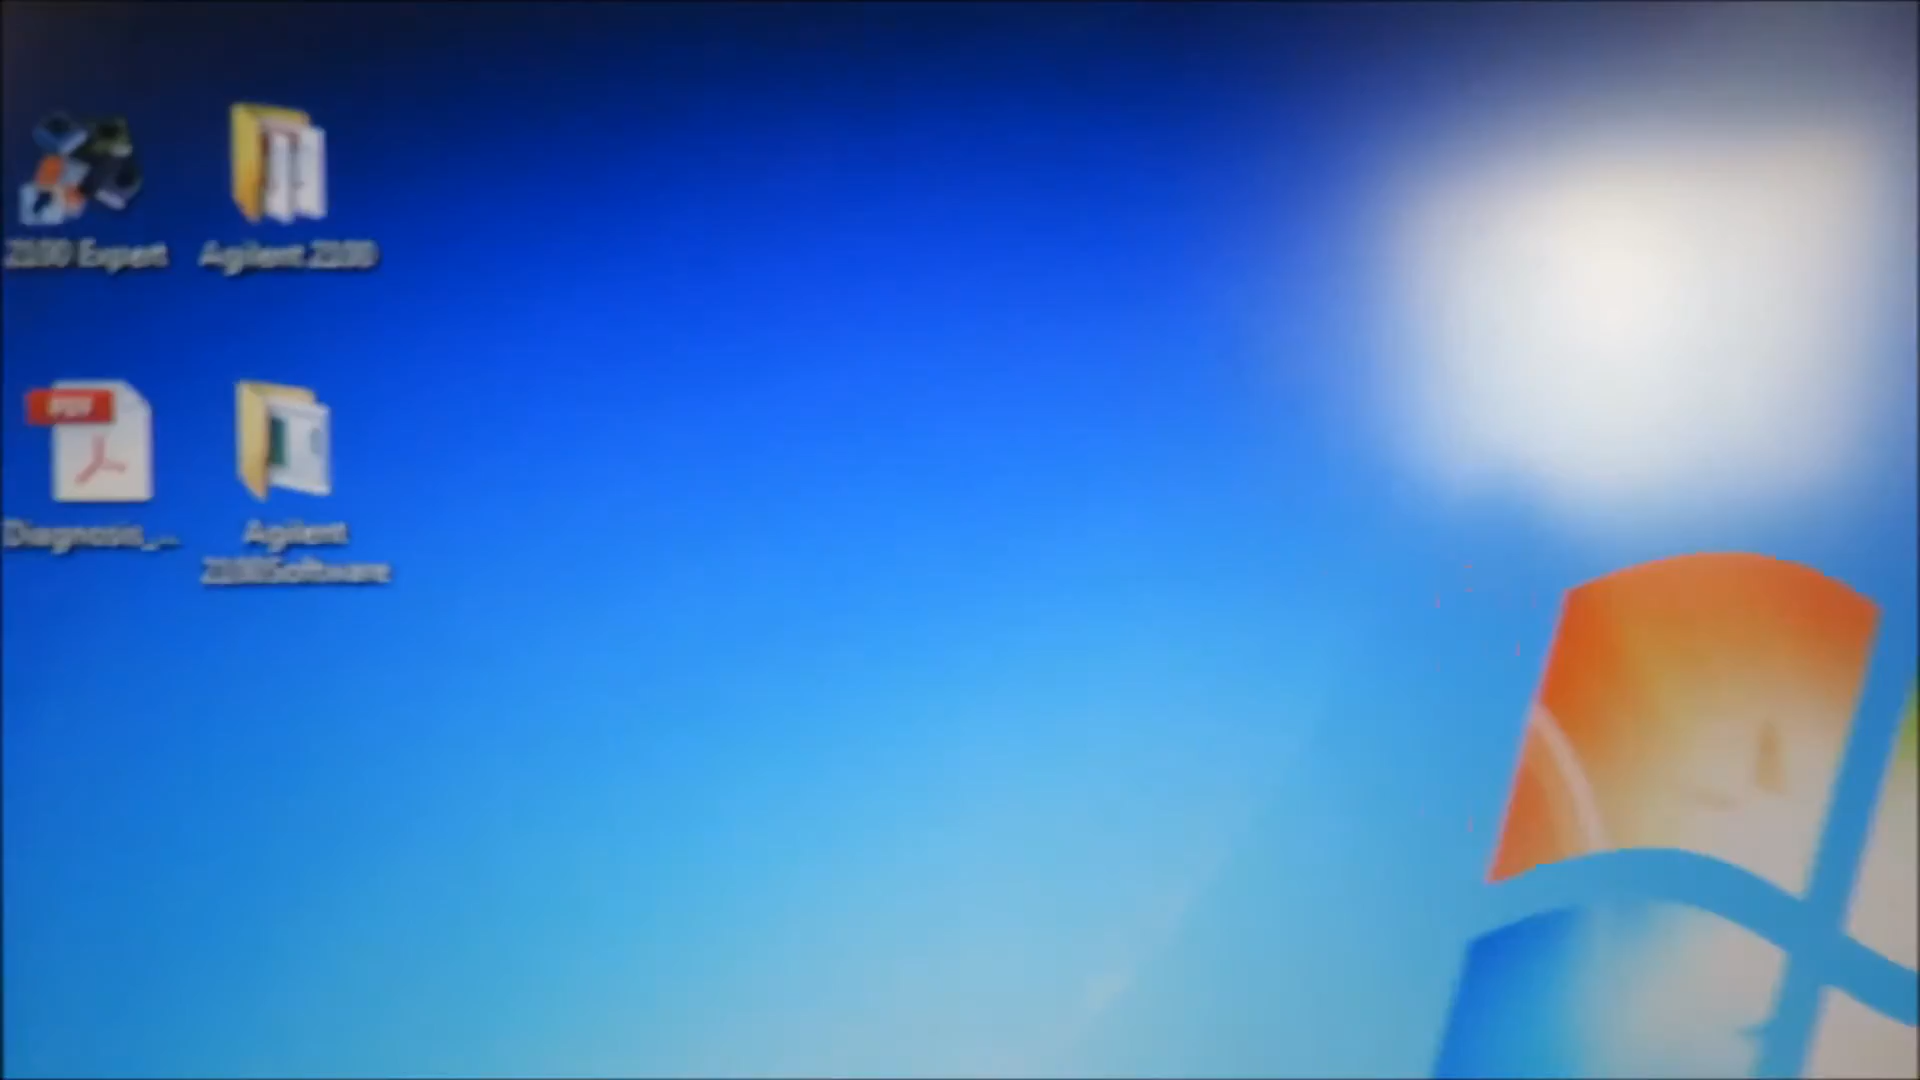 2100 Expert
Agilent 2100
PDF
Diagnosis_...
Agilent
2100Software